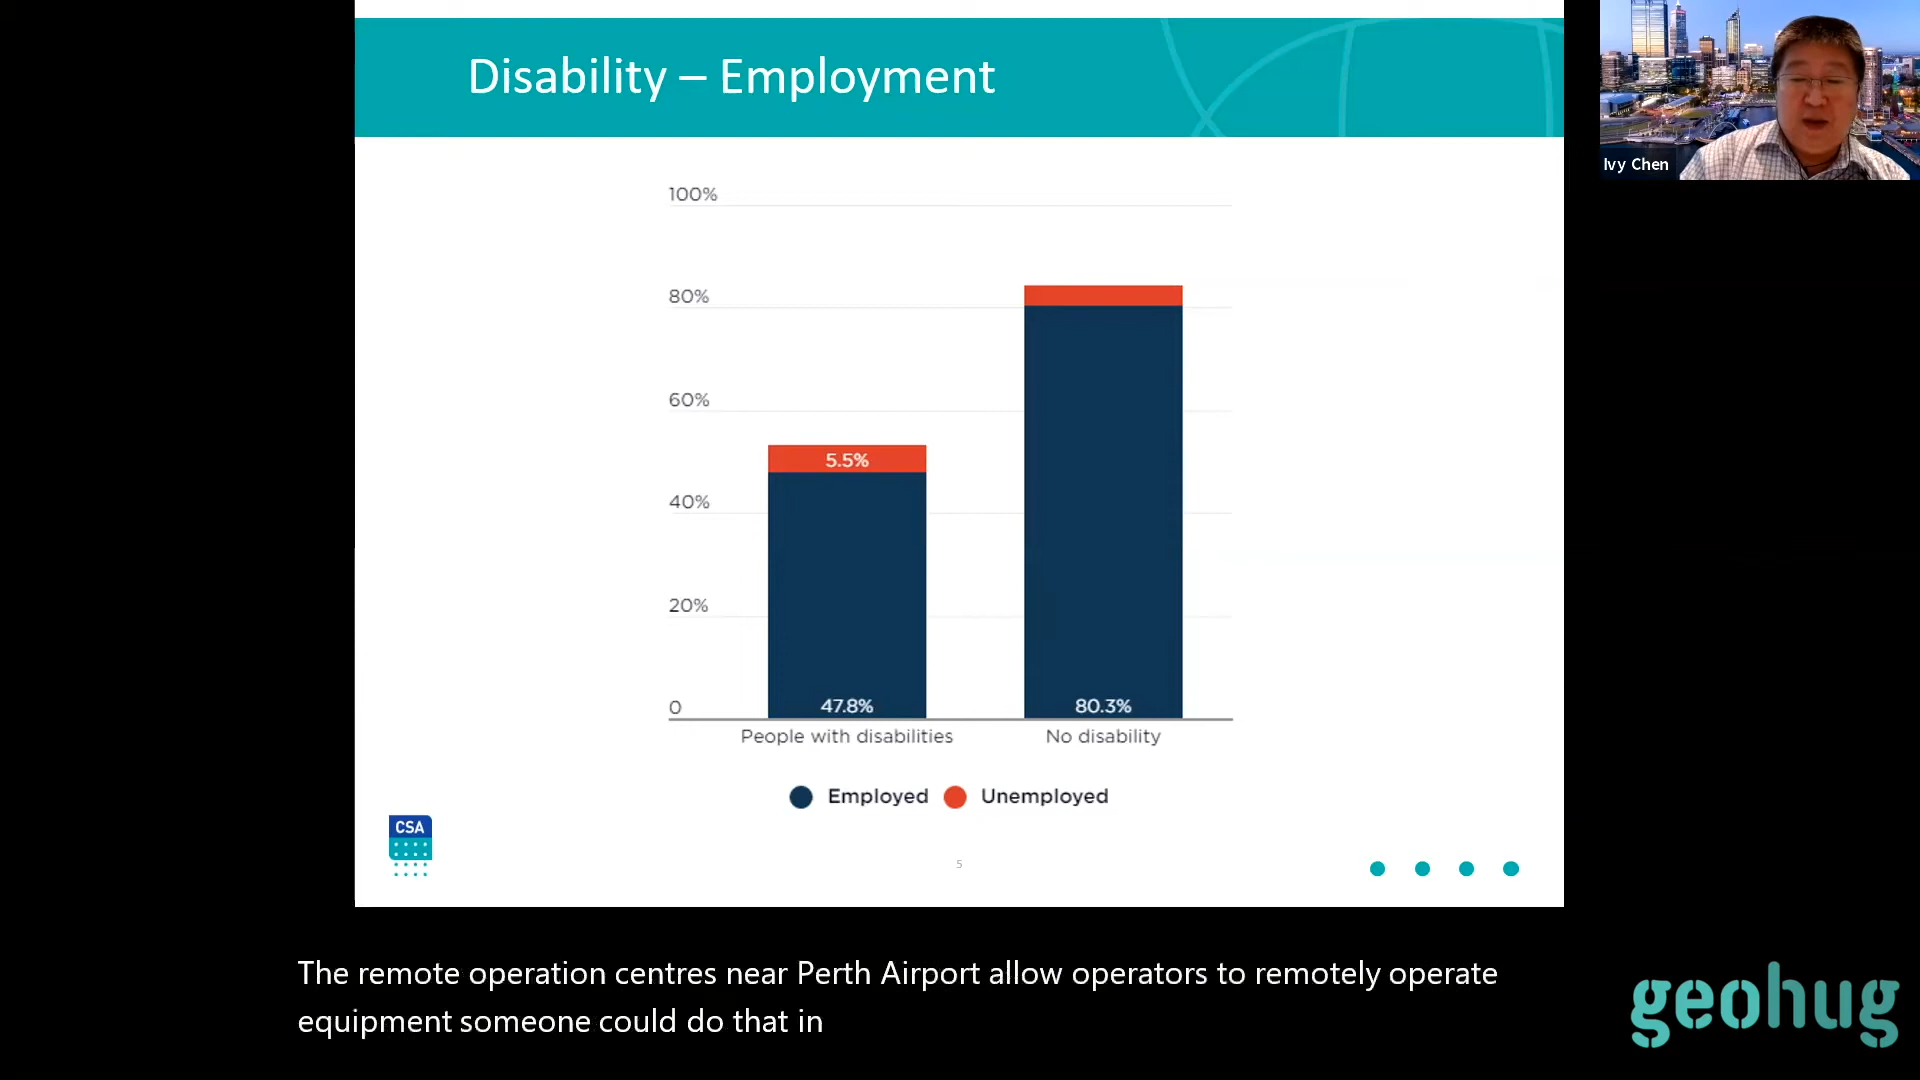 Disability – Employment
Ivy Chen
100%
80%
60%
40%
20%
0
5.5%
47.8%
80.3%
People with disabilities
No disability
Employed
Unemployed
CSA
5
The remote operation centres near Perth Airport allow operators to remotely operate
equipment someone could do that in
geohug